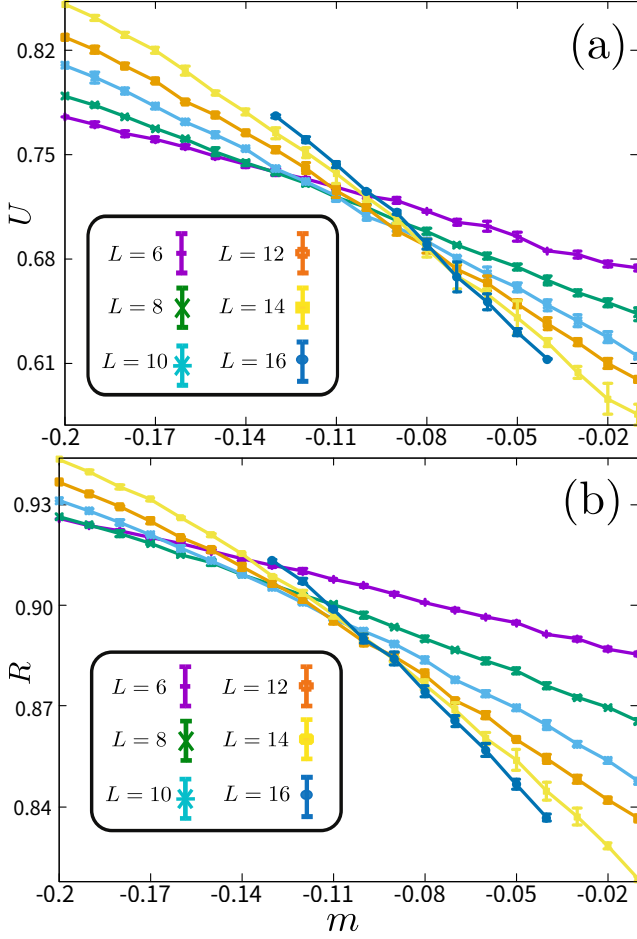 (a)
0.82
0.75
0.68
0.61
U
L = 6
L = 12
L = 8
L = 14
L = 10
L = 16
-0.2 -0.17 -0.14 -0.11 -0.08 -0.05 -0.02
(b)
0.93
0.90
0.87
0.84
R
L = 6
L = 12
L = 8
L = 14
L = 10
L = 16
-0.2 -0.17 -0.14 -0.11 -0.08 -0.05 -0.02
m